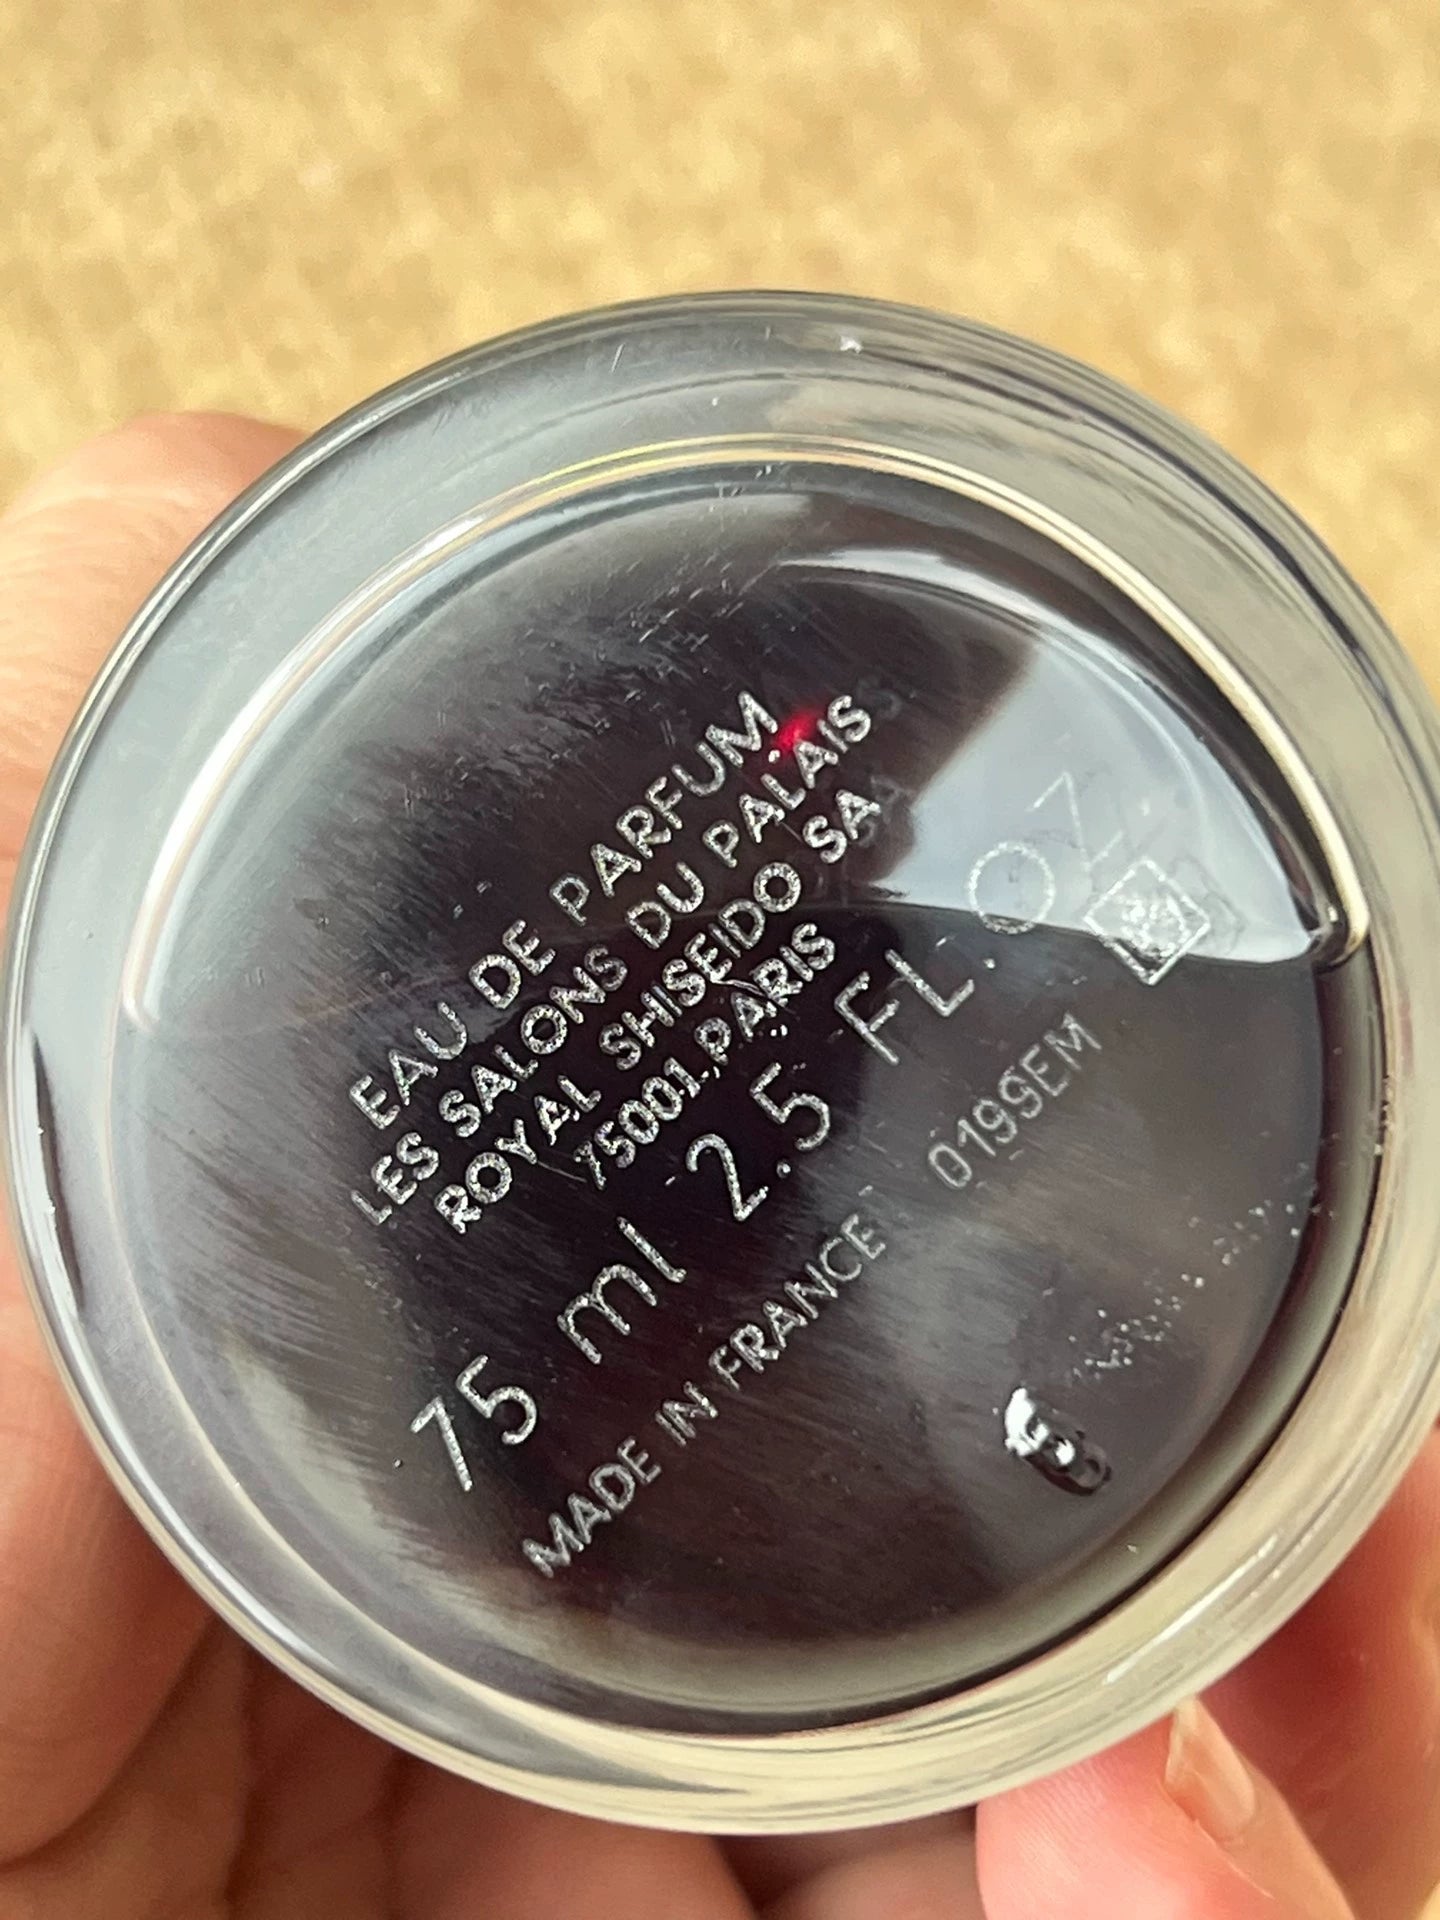 EAU DE PARFUM
LES SALONS DU PALAIS
ROYAL SHISEIDO SA
75001 PARIS
75 ml 2.5 FL. OZ.
MADE IN FRANCE 0199EM